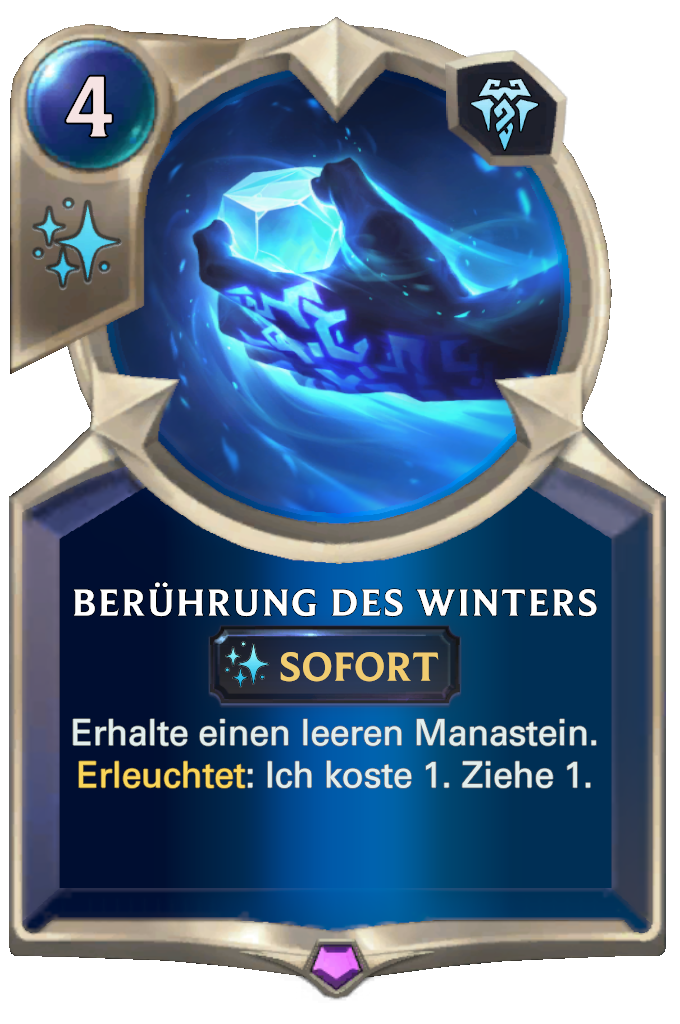 4
BERÜHRUNG DES WINTERS
SOFORT
Erhalte einen leeren Manastein.
Erleuchtet: Ich koste 1. Ziehe 1.